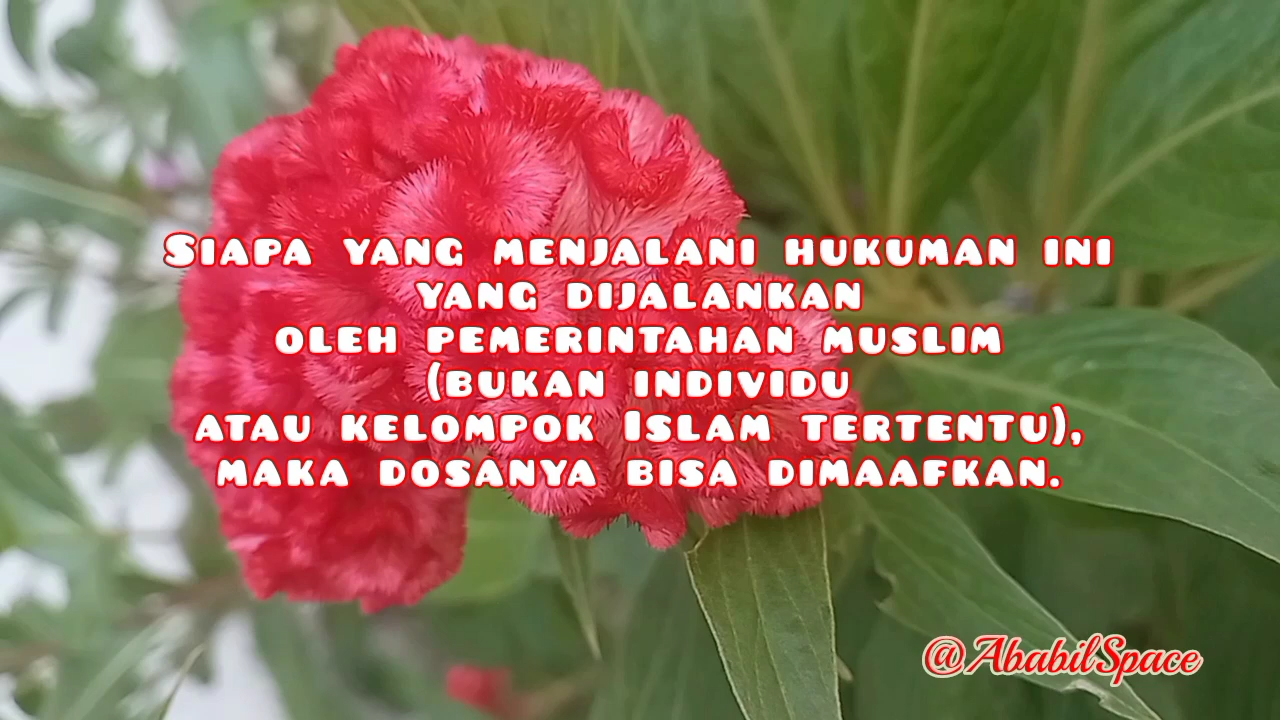 Siapa yang menjalani hukuman ini
yang dijalankan
oleh pemerintahan muslim
(bukan individu
atau kelompok Islam tertentu),
maka dosanya bisa dimaafkan.
@AbabilSpace